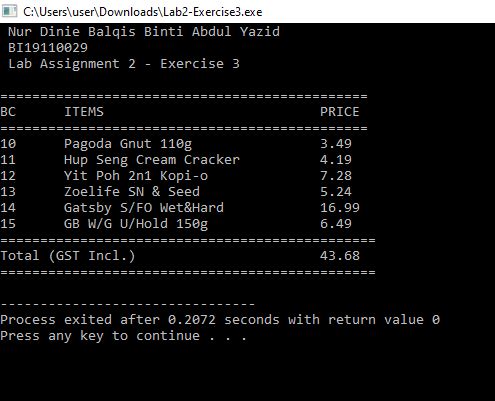 C:\Users\user\Downloads\Lab2-Exercise3.exe
Nur Dinie Balqis Binti Abdul Yazid
BI19110029
Lab Assignment 2 - Exercise 3
==============================================
BC ITEMS PRICE
==============================================
10 Pagoda Gnut 110g 3.49
11 Hup Seng Cream Cracker 4.19
12 Yit Poh 2n1 Kopi-o 7.28
13 Zoelife SN & Seed 5.24
14 Gatsby S/FO Wet&Hard 16.99
15 GB W/G U/Hold 150g 6.49
===============================================
Total (GST Incl.) 43.68
===============================================
--------------------------------
Process exited after 0.2072 seconds with return value 0
Press any key to continue . . .